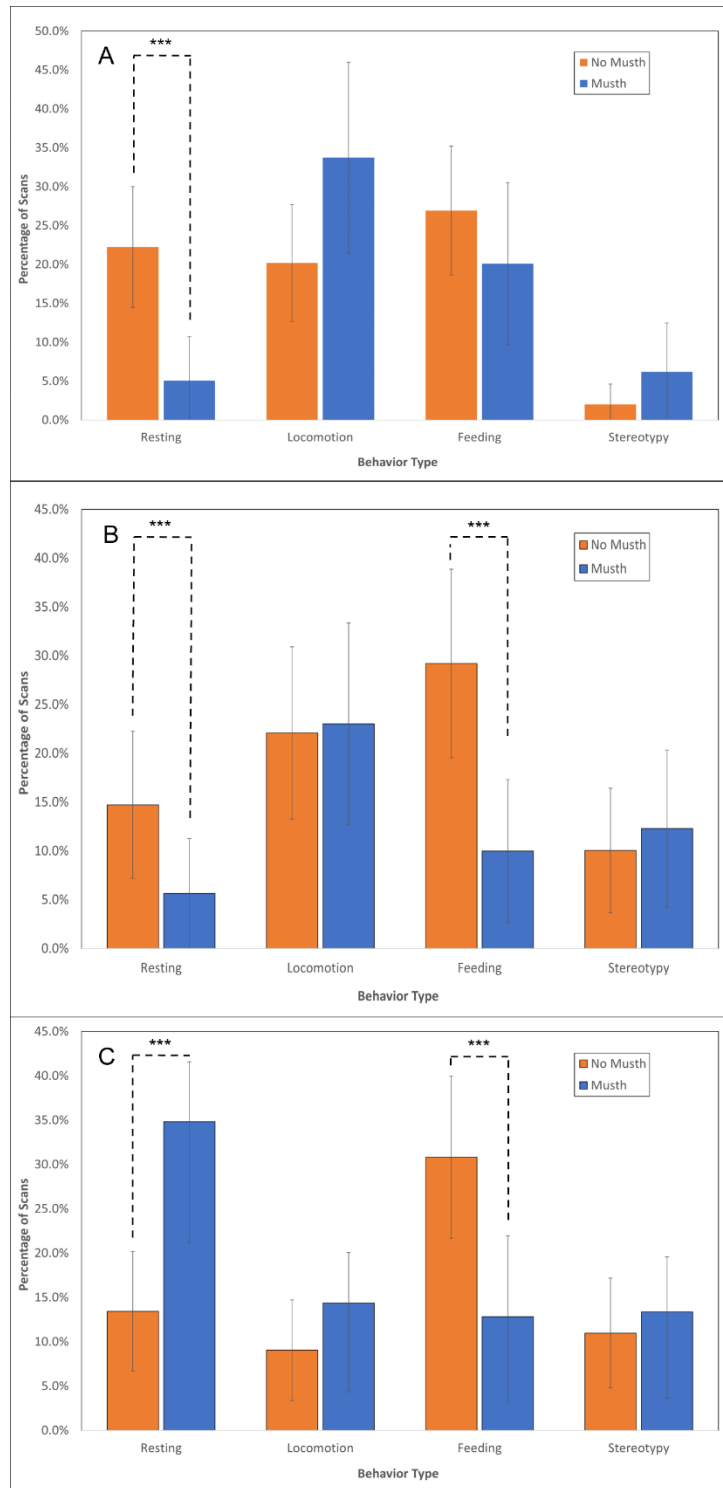 A
***
No Musth
Musth
50.0%
45.0%
40.0%
35.0%
30.0%
25.0%
20.0%
15.0%
10.0%
5.0%
0.0%
Percentage of Scans
Resting Locomotion Feeding Stereotypy
Behavior Type
B
*** ***
No Musth
Musth
45.0%
40.0%
35.0%
30.0%
25.0%
20.0%
15.0%
10.0%
5.0%
0.0%
Percentage of Scans
Resting Locomotion Feeding Stereotypy
Behavior Type
C
*** ***
No Musth
Musth
45.0%
40.0%
35.0%
30.0%
25.0%
20.0%
15.0%
10.0%
5.0%
0.0%
Percentage of Scans
Resting Locomotion Feeding Stereotypy
Behavior Type